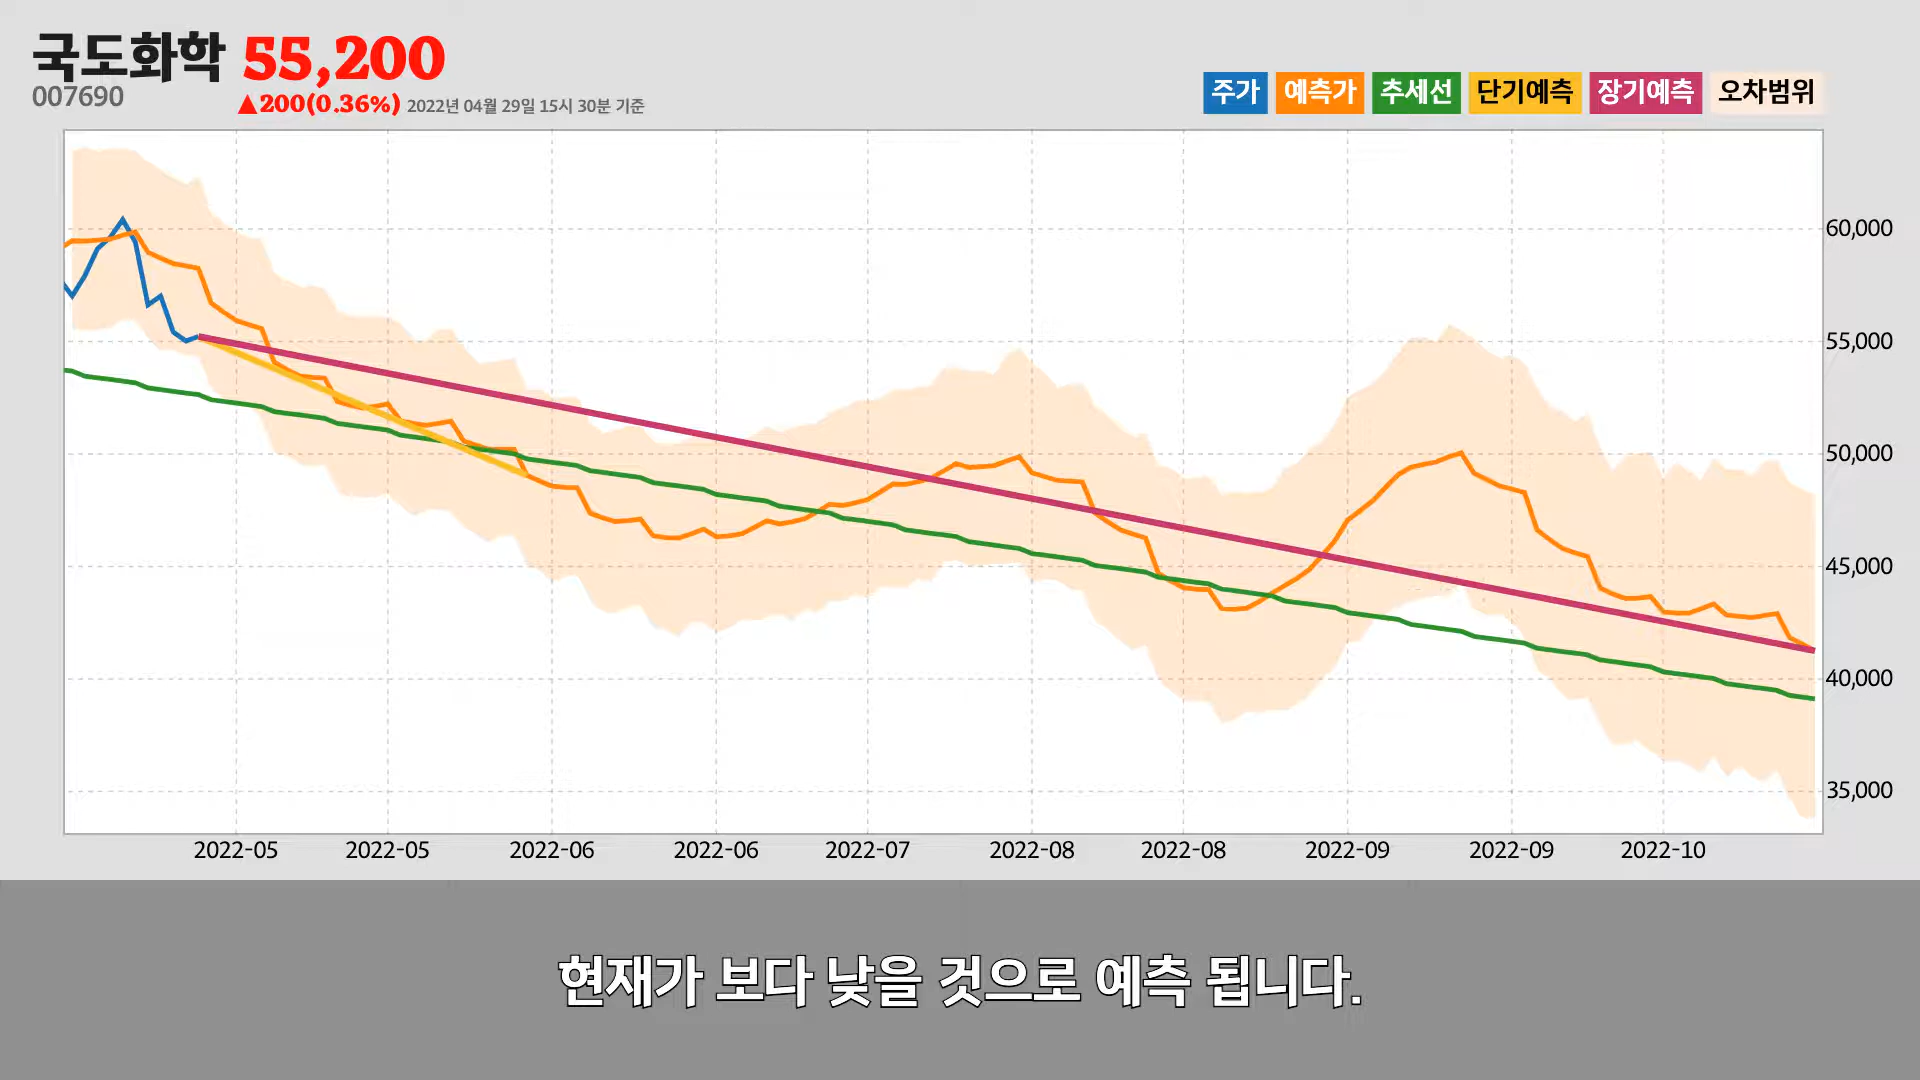 국도화학 55,200
007690 ▲200(0.36%) 2022년 04월 29일 15시 30분 기준
주가 예측가 추세선 단기예측 장기예측 오차범위
60,000
55,000
50,000
45,000
40,000
35,000
2022-05 2022-05 2022-06 2022-06 2022-07 2022-08 2022-08 2022-09 2022-09 2022-10
현재가 보다 낮을 것으로 예측 됩니다.